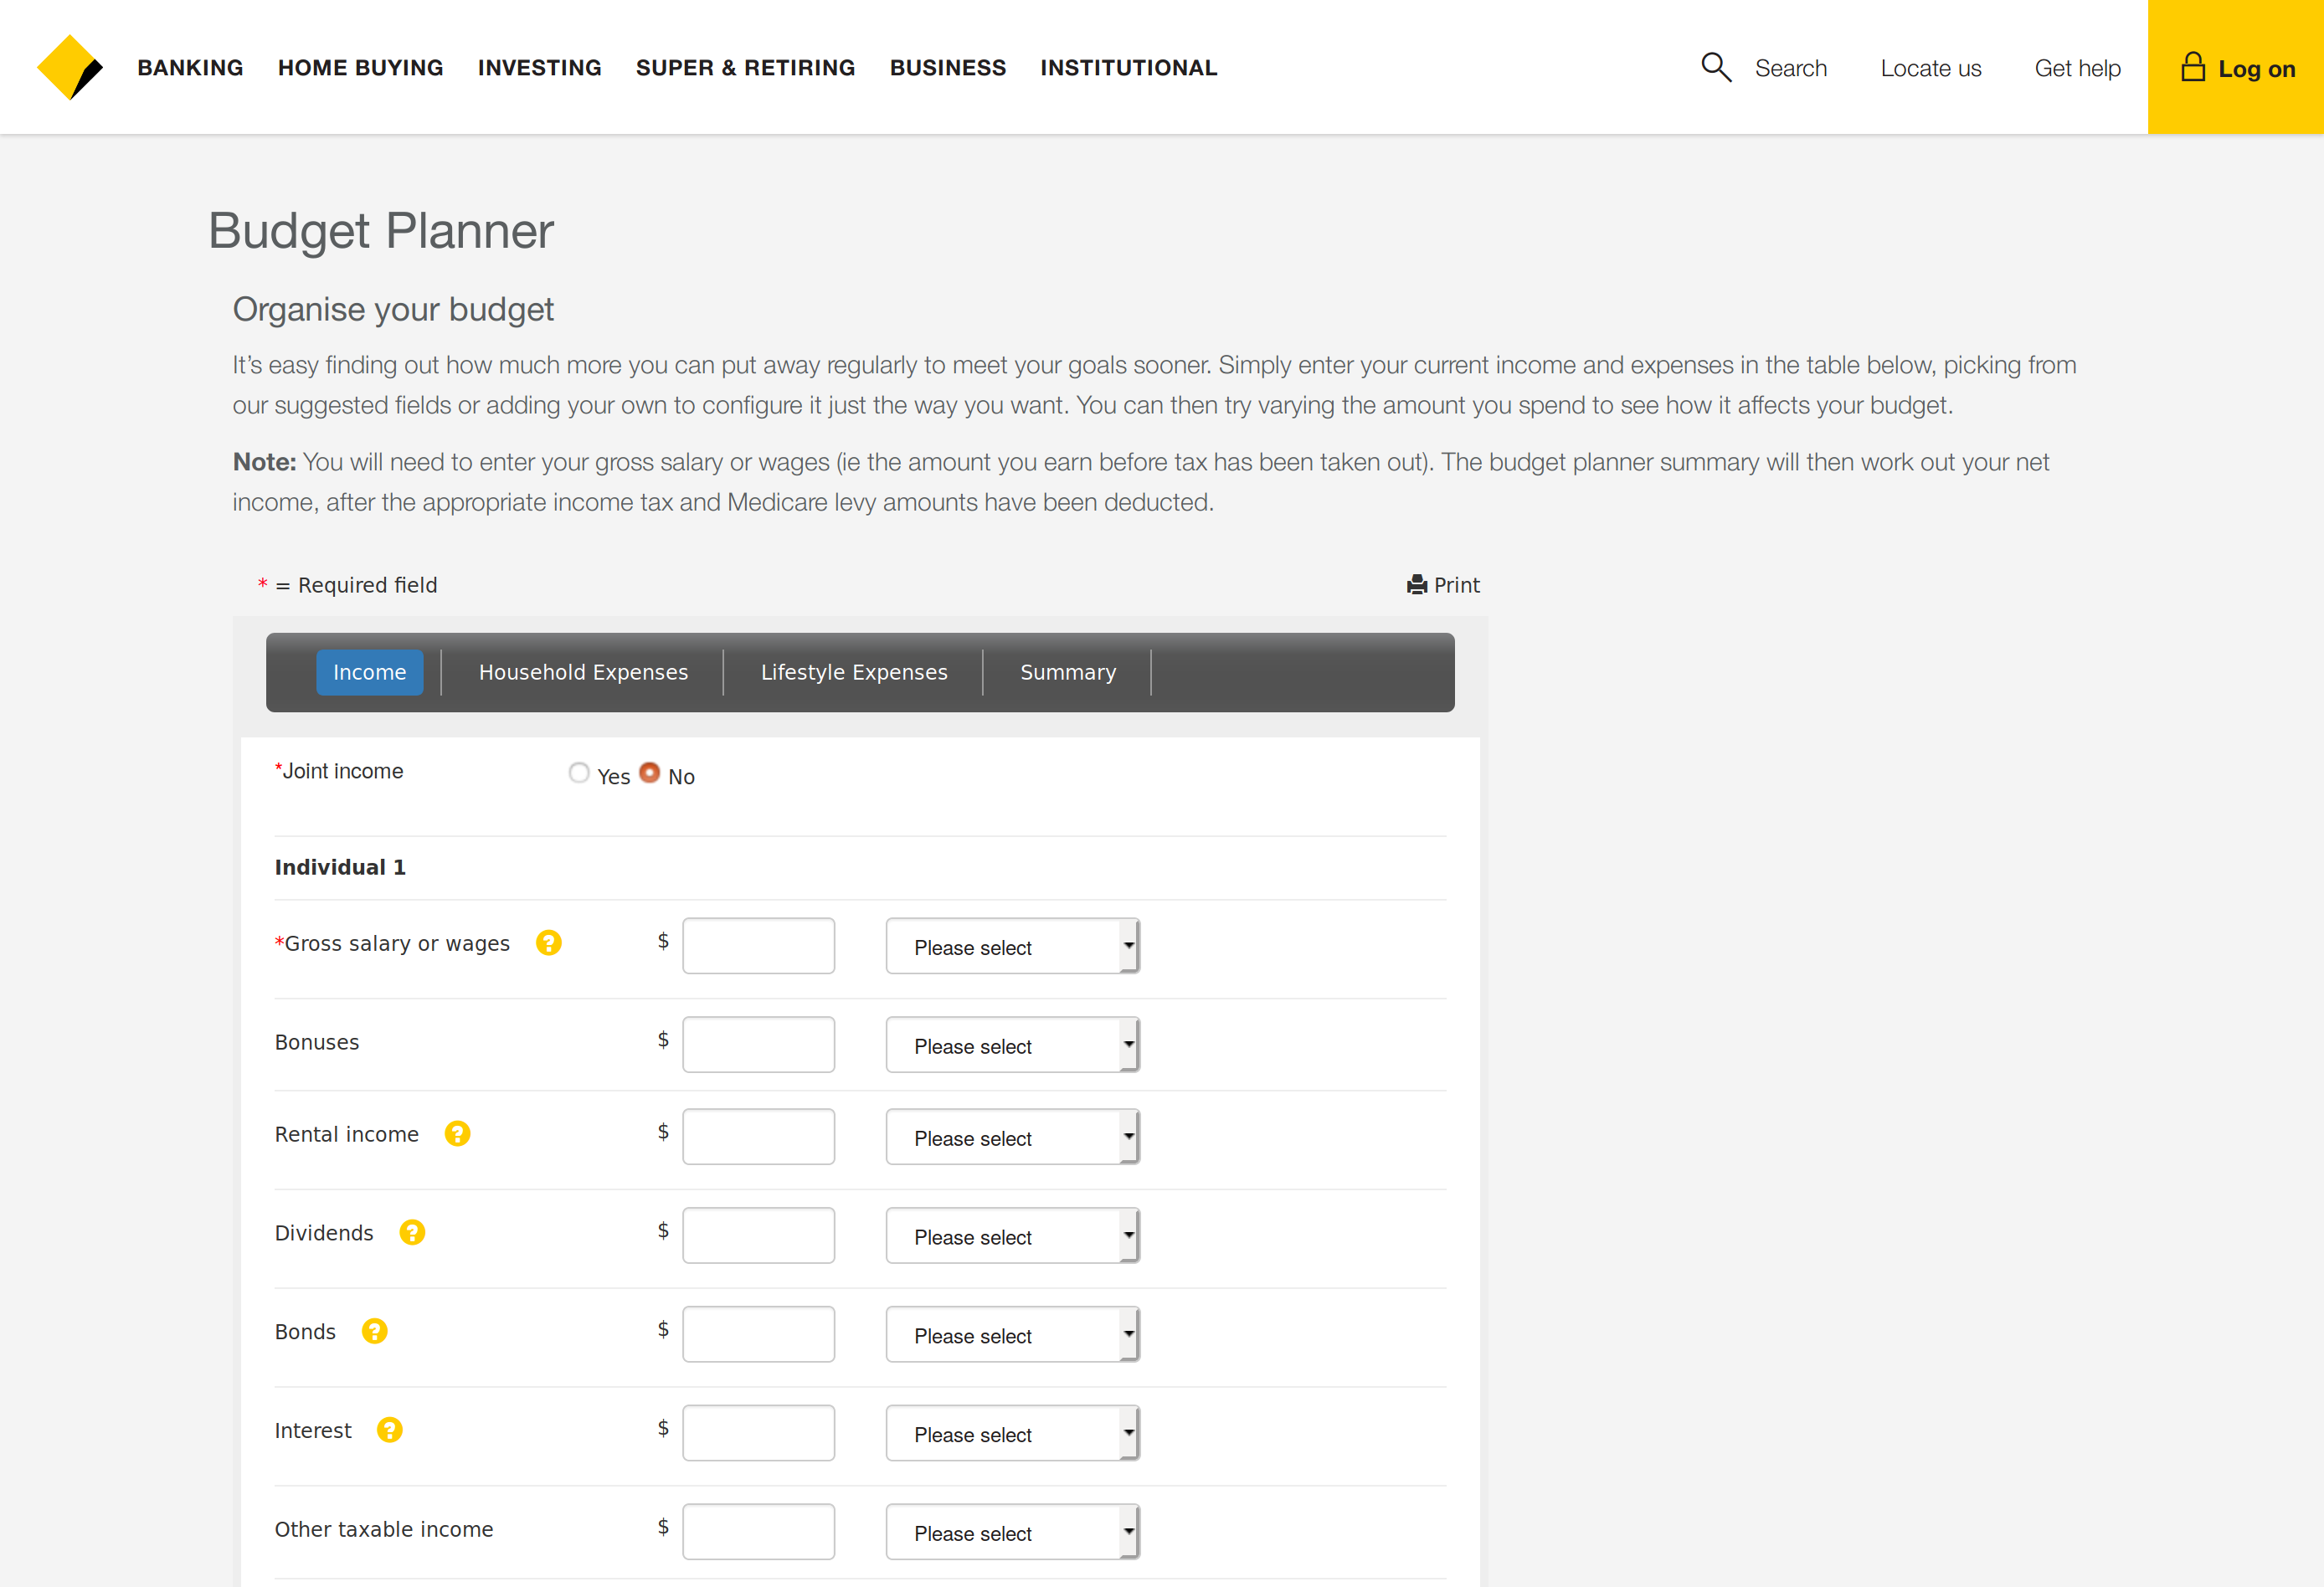 BANKING HOME BUYING INVESTING SUPER & RETIRING BUSINESS INSTITUTIONAL Search Locate us Get help Log on
Budget Planner
Organise your budget
It's easy finding out how much more you can put away regularly to meet your goals sooner. Simply enter your current income and expenses in the table below, picking from
our suggested fields or adding your own to configure it just the way you want. You can then try varying the amount you spend to see how it affects your budget.
Note: You will need to enter your gross salary or wages (ie the amount you earn before tax has been taken out). The budget planner summary will then work out your net
income, after the appropriate income tax and Medicare levy amounts have been deducted.
* = Required field Print
Income Household Expenses Lifestyle Expenses Summary
*Joint income Yes No
Individual 1
*Gross salary or wages ? $ Please select
Bonuses $ Please select
Rental income ? $ Please select
Dividends ? $ Please select
Bonds ? $ Please select
Interest ? $ Please select
Other taxable income $ Please select